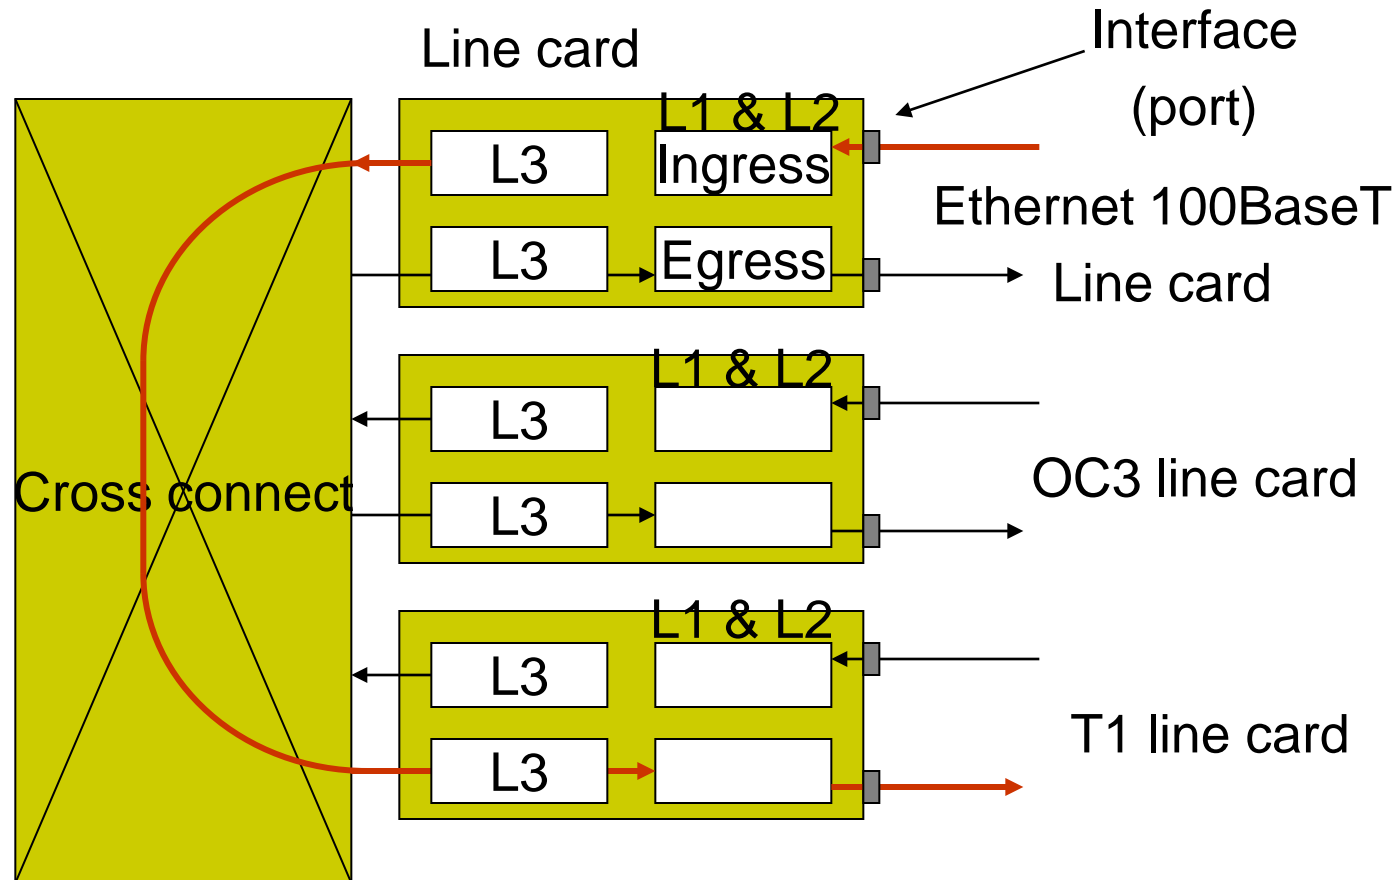 Line card
Interface
(port)
L1 & L2
L3
Ingress
Ethernet 100BaseT
L3
Egress
Line card
L1 & L2
L3
Cross connect
L3
OC3 line card
L1 & L2
L3
T1 line card
L3